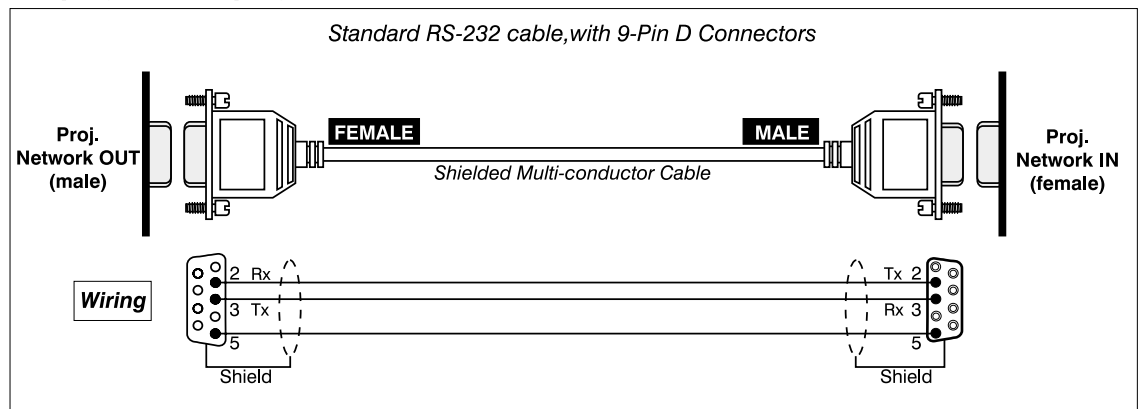 Standard RS-232 cable,with 9-Pin D Connectors
Proj.
Network OUT
(male)
FEMALE
MALE
Shielded Multi-conductor Cable
Proj.
Network IN
(female)
Wiring
2 Rx
Tx 2
3 Tx
Rx 3
5
5
Shield
Shield